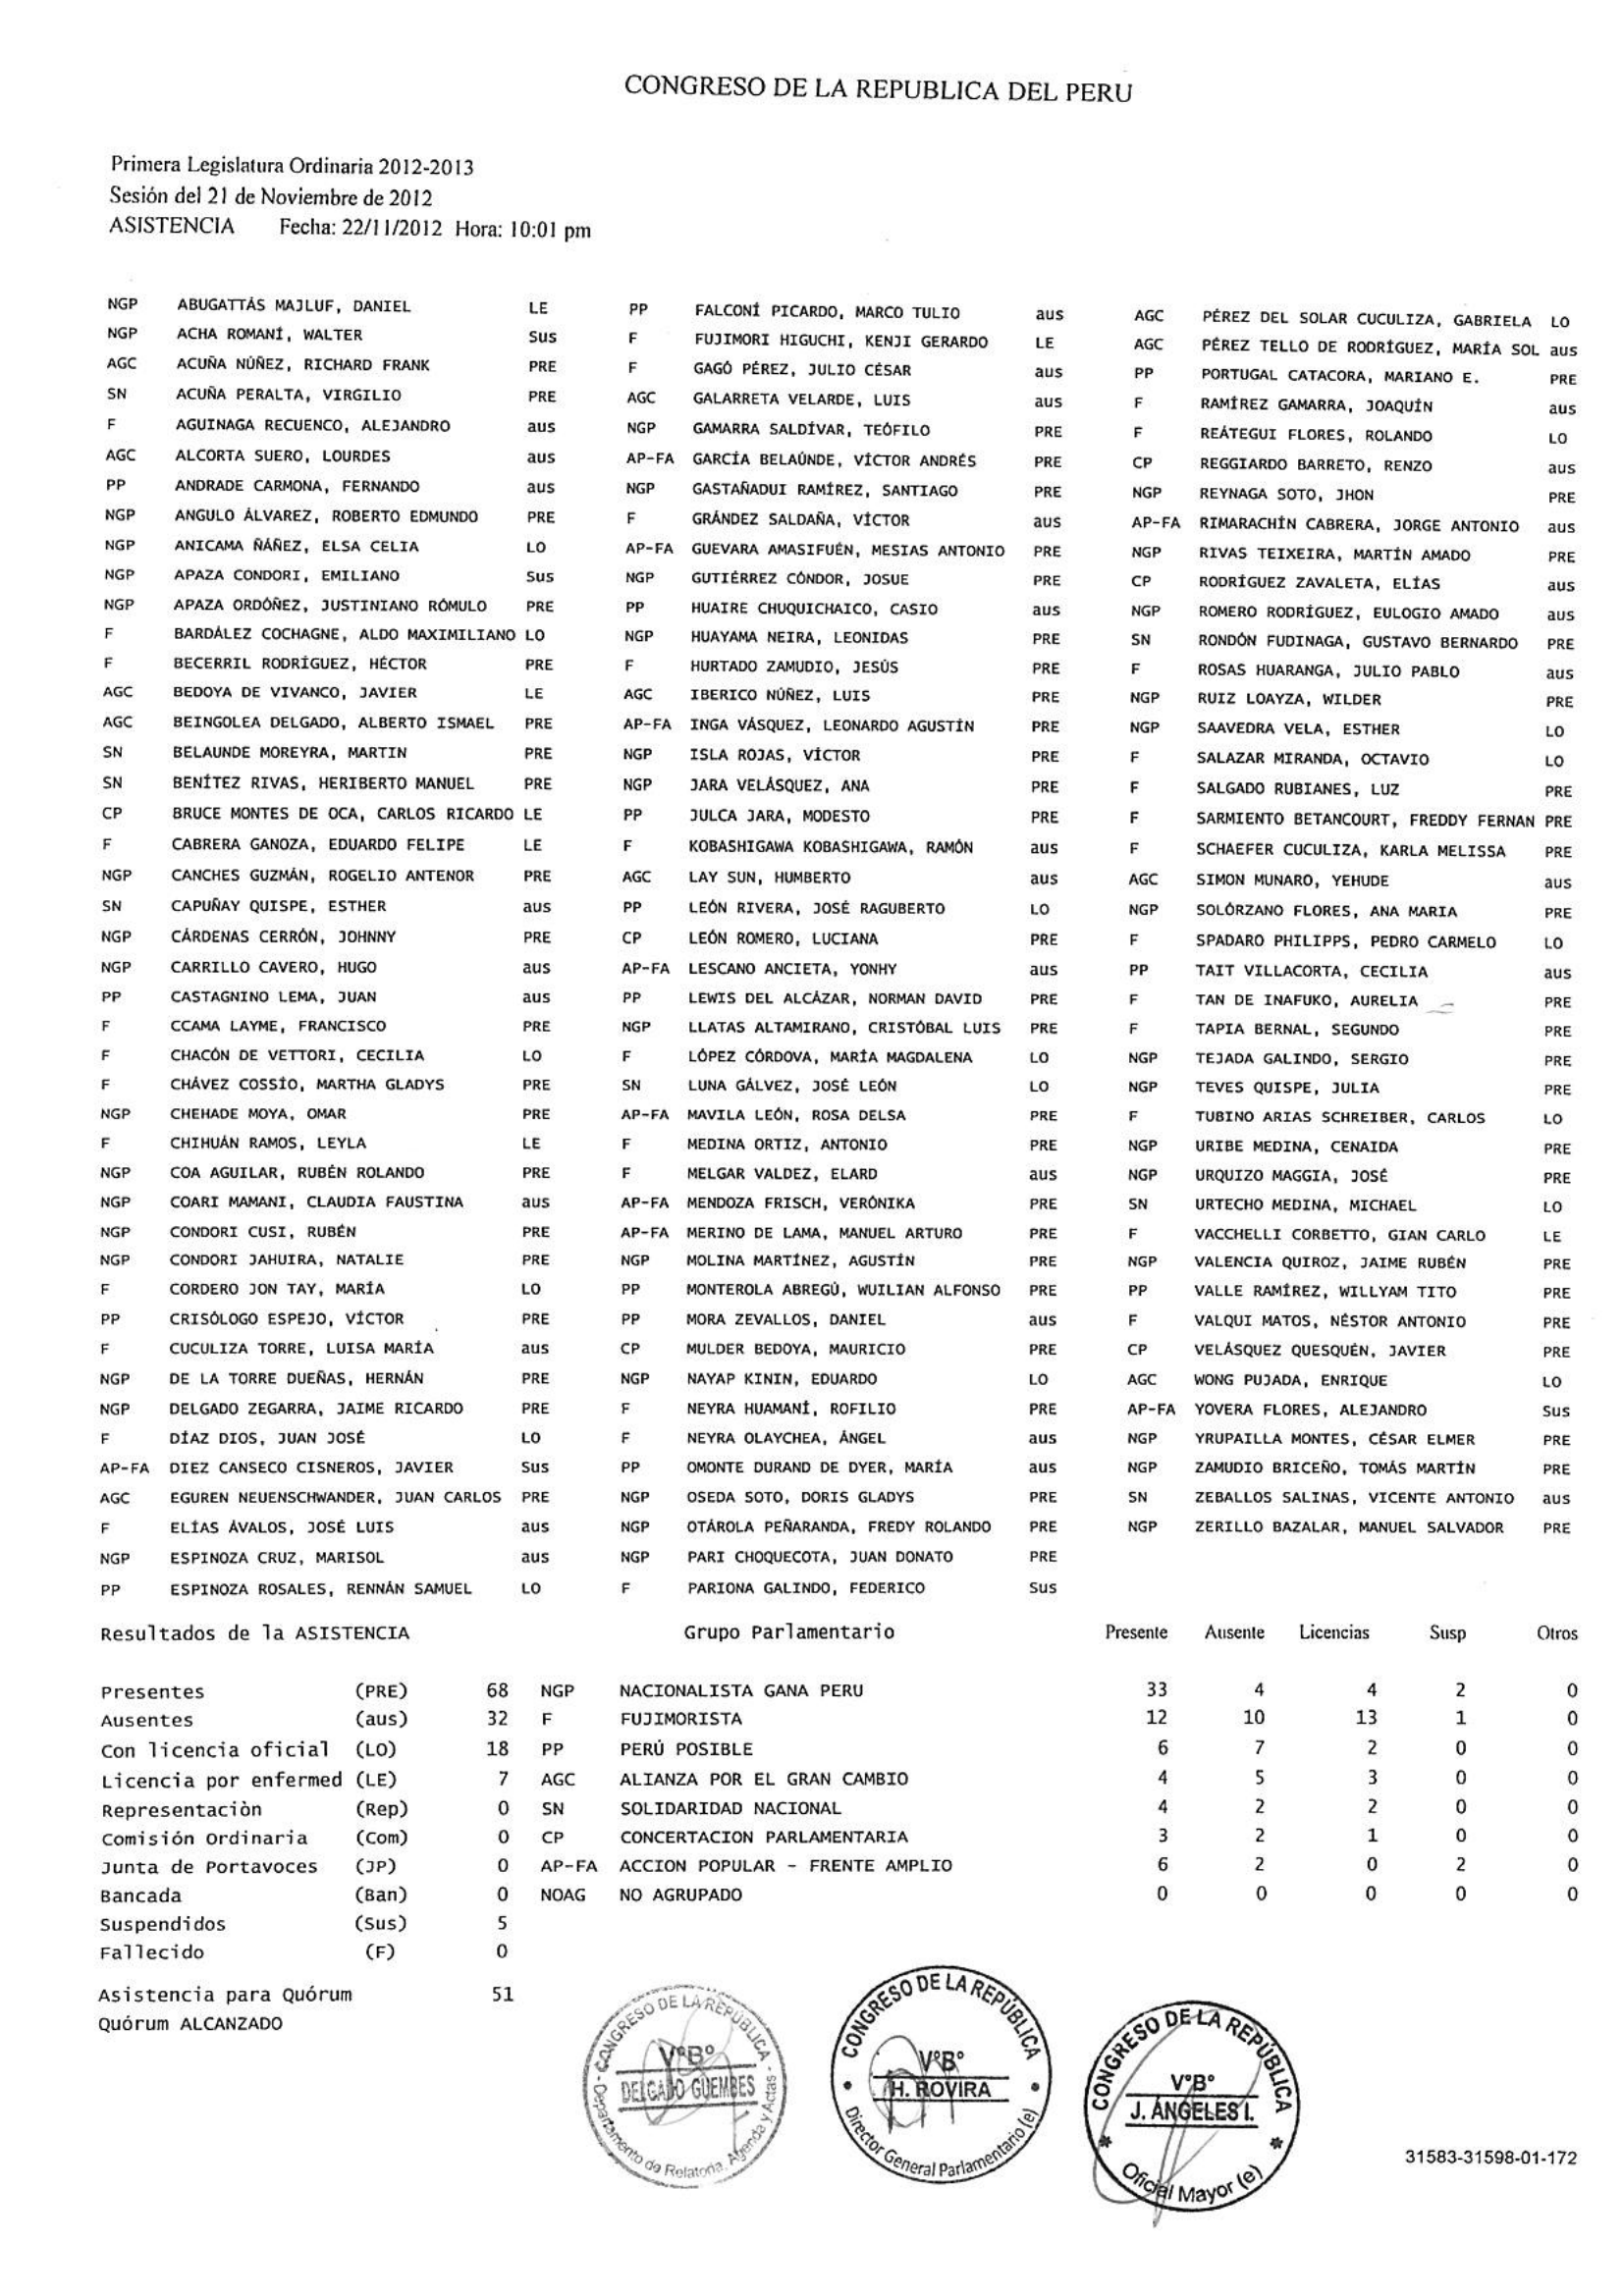 CONGRESO DE LA REPUBLICA DEL PERU
Primera Legislatura Ordinaria 2012-2013
Sesión del 21 de Noviembre de 2012
ASISTENCIA Fecha: 22/11/2012 Hora: 10:01 pm
NGP ABUGATTÁS MAJLUF, DANIEL LE
NGP ACHA ROMANÍ, WALTER Sus
AGC ACUÑA NÚÑEZ, RICHARD FRANK PRE
SN ACUÑA PERALTA, VIRGILIO PRE
F AGUINAGA RECUENCO, ALEJANDRO aus
AGC ALCORTA SUERO, LOURDES aus
PP ANDRADE CARMONA, FERNANDO aus
NGP ANGULO ÁLVAREZ, ROBERTO EDMUNDO PRE
NGP ANICAMA ÑÁÑEZ, ELSA CELIA LO
NGP APAZA CONDORI, EMILIANO Sus
NGP APAZA ORDÓÑEZ, JUSTINIANO RÓMULO PRE
F BARDÁLEZ COCHAGNE, ALDO MAXIMILIANO LO
F BECERRIL RODRÍGUEZ, HÉCTOR PRE
AGC BEDOYA DE VIVANCO, JAVIER LE
AGC BEINGOLEA DELGADO, ALBERTO ISMAEL PRE
SN BELAUNDE MOREYRA, MARTIN PRE
SN BENÍTEZ RIVAS, HERIBERTO MANUEL PRE
CP BRUCE MONTES DE OCA, CARLOS RICARDO LE
F CABRERA GANOZA, EDUARDO FELIPE LE
NGP CANCHES GUZMÁN, ROGELIO ANTENOR PRE
SN CAPUÑAY QUISPE, ESTHER aus
NGP CÁRDENAS CERRÓN, JOHNNY PRE
NGP CARRILLO CAVERO, HUGO aus
PP CASTAGNINO LEMA, JUAN aus
F CCAMA LAYME, FRANCISCO PRE
F CHACÓN DE VETTORI, CECILIA LO
F CHÁVEZ COSSÍO, MARTHA GLADYS PRE
NGP CHEHADE MOYA, OMAR PRE
F CHIHUÁN RAMOS, LEYLA LE
NGP COA AGUILAR, RUBÉN ROLANDO PRE
NGP COARI MAMANI, CLAUDIA FAUSTINA aus
NGP CONDORI CUSI, RUBÉN PRE
NGP CONDORI JAHUIRA, NATALIE PRE
F CORDERO JON TAY, MARÍA LO
PP CRISÓLOGO ESPEJO, VÍCTOR PRE
F CUCULIZA TORRE, LUISA MARÍA aus
NGP DE LA TORRE DUEÑAS, HERNÁN PRE
NGP DELGADO ZEGARRA, JAIME RICARDO PRE
F DÍAZ DIOS, JUAN JOSÉ LO
AP-FA DIEZ CANSECO CISNEROS, JAVIER Sus
AGC EGUREN NEUENSCHWANDER, JUAN CARLOS PRE
F ELÍAS ÁVALOS, JOSÉ LUIS aus
NGP ESPINOZA CRUZ, MARISOL aus
PP ESPINOZA ROSALES, RENNÁN SAMUEL LO
PP FALCONÍ PICARDO, MARCO TULIO aus
F FUJIMORI HIGUCHI, KENJI GERARDO LE
F GAGÓ PÉREZ, JULIO CÉSAR aus
AGC GALARRETA VELARDE, LUIS aus
NGP GAMARRA SALDÍVAR, TEÓFILO PRE
AP-FA GARCÍA BELAÚNDE, VÍCTOR ANDRÉS PRE
NGP GASTAÑADUI RAMÍREZ, SANTIAGO PRE
F GRÁNDEZ SALDAÑA, VÍCTOR aus
AP-FA GUEVARA AMASIFUÉN, MESIAS ANTONIO PRE
NGP GUTIÉRREZ CÓNDOR, JOSUE PRE
PP HUAIRE CHUQUICHAICO, CASIO aus
NGP HUAYAMA NEIRA, LEONIDAS PRE
F HURTADO ZAMUDIO, JESÚS PRE
AGC IBERICO NÚÑEZ, LUIS PRE
AP-FA INGA VÁSQUEZ, LEONARDO AGUSTÍN PRE
NGP ISLA ROJAS, VÍCTOR PRE
NGP JARA VELÁSQUEZ, ANA PRE
PP JULCA JARA, MODESTO PRE
F KOBASHIGAWA KOBASHIGAWA, RAMÓN aus
AGC LAY SUN, HUMBERTO aus
PP LEÓN RIVERA, JOSÉ RAGUBERTO LO
CP LEÓN ROMERO, LUCIANA PRE
AP-FA LESCANO ANCIETA, YONHY aus
PP LEWIS DEL ALCÁZAR, NORMAN DAVID PRE
NGP LLATAS ALTAMIRANO, CRISTÓBAL LUIS PRE
F LÓPEZ CÓRDOVA, MARÍA MAGDALENA LO
SN LUNA GÁLVEZ, JOSÉ LEÓN LO
AP-FA MAVILA LEÓN, ROSA DELSA PRE
F MEDINA ORTIZ, ANTONIO PRE
F MELGAR VALDEZ, ELARD aus
AP-FA MENDOZA FRISCH, VERÓNIKA PRE
AP-FA MERINO DE LAMA, MANUEL ARTURO PRE
NGP MOLINA MARTÍNEZ, AGUSTÍN PRE
PP MONTEROLA ABREGÚ, WUILIAN ALFONSO PRE
PP MORA ZEVALLOS, DANIEL aus
CP MULDER BEDOYA, MAURICIO PRE
NGP NAYAP KININ, EDUARDO LO
F NEYRA HUAMANÍ, ROFILIO PRE
F NEYRA OLAYCHEA, ÁNGEL aus
PP OMONTE DURAND DE DYER, MARÍA aus
NGP OSEDA SOTO, DORIS GLADYS PRE
NGP OTÁROLA PEÑARANDA, FREDY ROLANDO PRE
NGP PARI CHOQUECOTA, JUAN DONATO PRE
F PARIONA GALINDO, FEDERICO Sus
AGC PÉREZ DEL SOLAR CUCULIZA, GABRIELA LO
AGC PÉREZ TELLO DE RODRÍGUEZ, MARÍA SOL aus
PP PORTUGAL CATACORA, MARIANO E. PRE
F RAMÍREZ GAMARRA, JOAQUÍN aus
F REÁTEGUI FLORES, ROLANDO LO
CP REGGIARDO BARRETO, RENZO aus
NGP REYNAGA SOTO, JHON PRE
AP-FA RIMARACHÍN CABRERA, JORGE ANTONIO aus
NGP RIVAS TEIXEIRA, MARTÍN AMADO PRE
CP RODRÍGUEZ ZAVALETA, ELÍAS aus
NGP ROMERO RODRÍGUEZ, EULOGIO AMADO aus
SN RONDÓN FUDINAGA, GUSTAVO BERNARDO PRE
F ROSAS HUARANGA, JULIO PABLO aus
NGP RUIZ LOAYZA, WILDER PRE
NGP SAAVEDRA VELA, ESTHER LO
F SALAZAR MIRANDA, OCTAVIO LO
F SALGADO RUBIANES, LUZ PRE
F SARMIENTO BETANCOURT, FREDDY FERNAN PRE
F SCHAEFER CUCULIZA, KARLA MELISSA PRE
AGC SIMON MUNARO, YEHUDE aus
NGP SOLÓRZANO FLORES, ANA MARIA PRE
F SPADARO PHILIPPS, PEDRO CARMELO LO
PP TAIT VILLACORTA, CECILIA aus
F TAN DE INAFUKO, AURELIA PRE
F TAPIA BERNAL, SEGUNDO PRE
NGP TEJADA GALINDO, SERGIO PRE
NGP TEVES QUISPE, JULIA PRE
F TUBINO ARIAS SCHREIBER, CARLOS LO
NGP URIBE MEDINA, CENAIDA PRE
NGP URQUIZO MAGGIA, JOSÉ PRE
SN URTECHO MEDINA, MICHAEL LO
F VACCHELLI CORBETTO, GIAN CARLO LE
NGP VALENCIA QUIROZ, JAIME RUBÉN PRE
PP VALLE RAMÍREZ, WILLYAM TITO PRE
F VALQUI MATOS, NÉSTOR ANTONIO PRE
CP VELÁSQUEZ QUESQUÉN, JAVIER PRE
AGC WONG PUJADA, ENRIQUE LO
AP-FA YOVERA FLORES, ALEJANDRO Sus
NGP YRUPAILLA MONTES, CÉSAR ELMER PRE
NGP ZAMUDIO BRICEÑO, TOMÁS MARTÍN PRE
SN ZEBALLOS SALINAS, VICENTE ANTONIO aus
NGP ZERILLO BAZALAR, MANUEL SALVADOR PRE
Resultados de la ASISTENCIA
Presentes (PRE) 68
Ausentes (aus) 32
Con licencia oficial (LO) 18
Licencia por enfermed (LE) 7
Representaciòn (Rep) 0
Comisión Ordinaria (Com) 0
Junta de Portavoces (JP) 0
Bancada (Ban) 0
Suspendidos (Sus) 5
Fallecido (F) 0
Asistencia para Quórum 51
Quórum ALCANZADO
Grupo Parlamentario Presente Ausente Licencias Susp Otros
NGP NACIONALISTA GANA PERU 33 4 4 2 0
F FUJIMORISTA 12 10 13 1 0
PP PERÚ POSIBLE 6 7 2 0 0
AGC ALIANZA POR EL GRAN CAMBIO 4 5 3 0 0
SN SOLIDARIDAD NACIONAL 4 2 2 0 0
CP CONCERTACION PARLAMENTARIA 3 2 1 0 0
AP-FA ACCION POPULAR - FRENTE AMPLIO 6 2 0 2 0
NOAG NO AGRUPADO 0 0 0 0 0
CONGRESO DE LA REPÚBLICA
V°B°
DELGADO GUEMBES
Departamento de Relatoria, Agenda y Actas
CONGRESO DE LA REPÚBLICA
V°B°
H. ROVIRA
Director General Parlamentario (e)
CONGRESO DE LA REPÚBLICA
V°B°
J. ÁNGELES I.
Oficial Mayor (e)
31583-31598-01-172